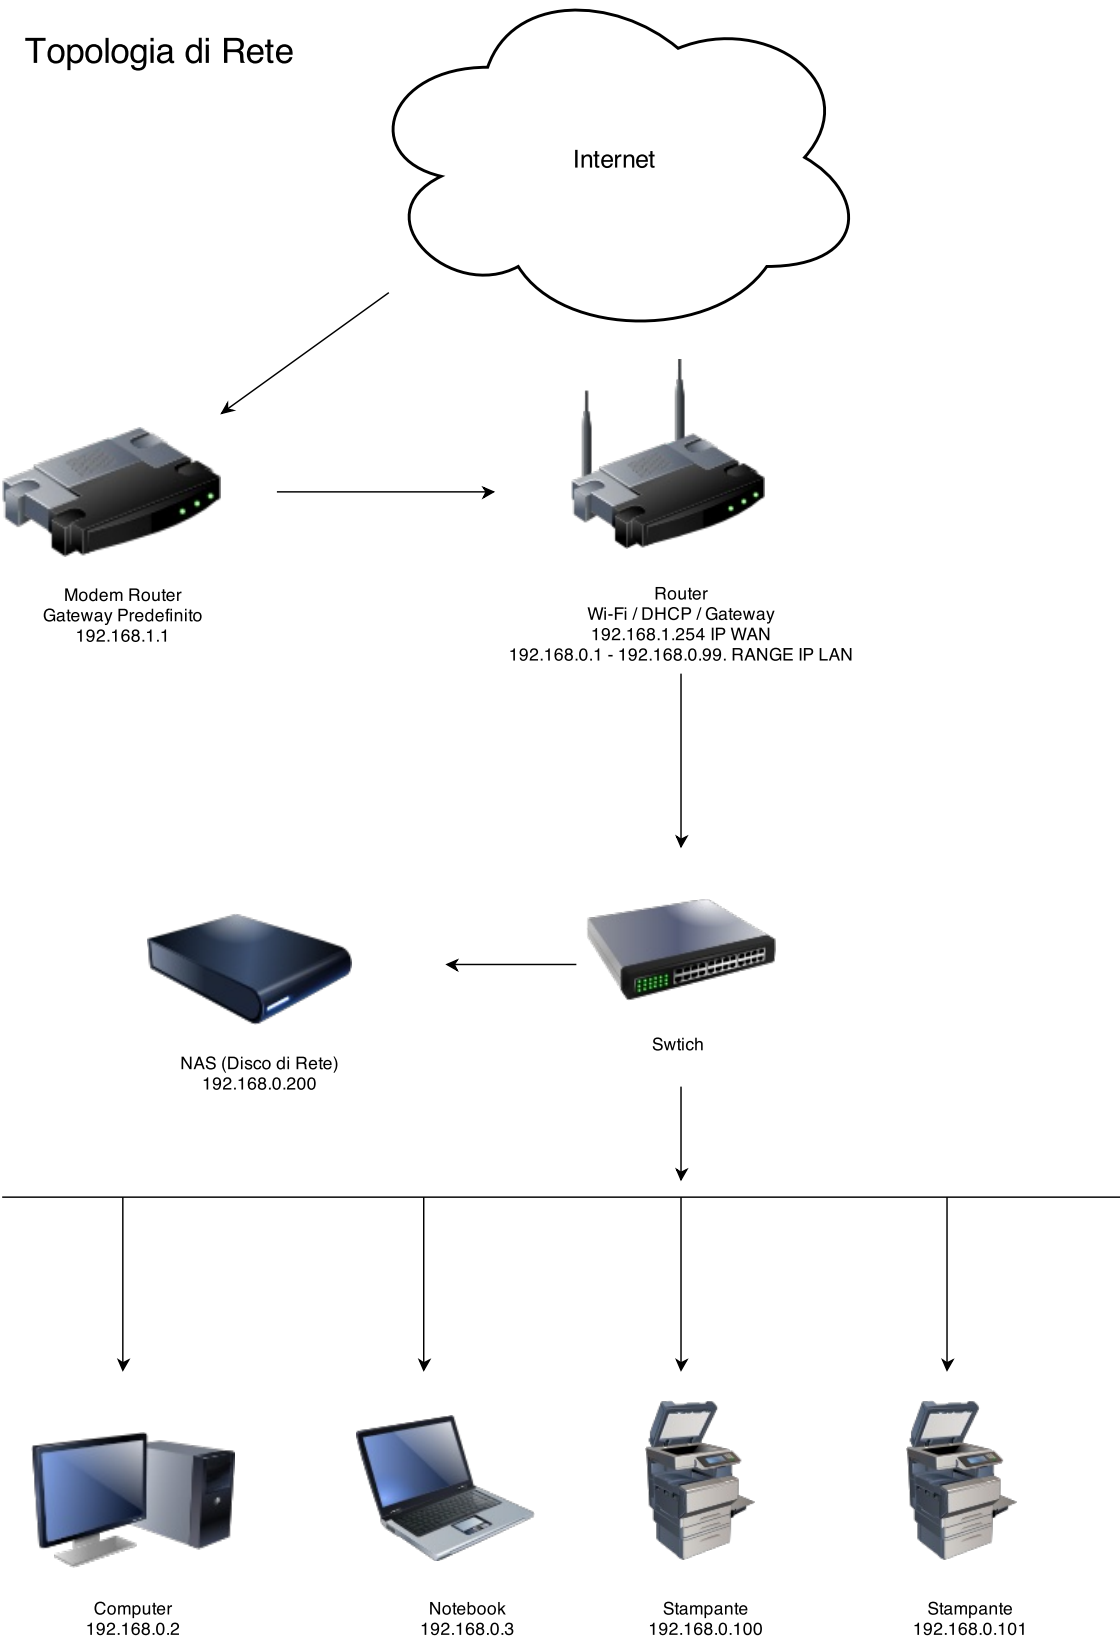 Topologia di Rete
Internet
Modem Router
Gateway Predefinito
192.168.1.1
Router
Wi-Fi / DHCP / Gateway
192.168.1.254 IP WAN
192.168.0.1 - 192.168.0.99. RANGE IP LAN
NAS (Disco di Rete)
192.168.0.200
Swtich
Computer
192.168.0.2
Notebook
192.168.0.3
Stampante
192.168.0.100
Stampante
192.168.0.101